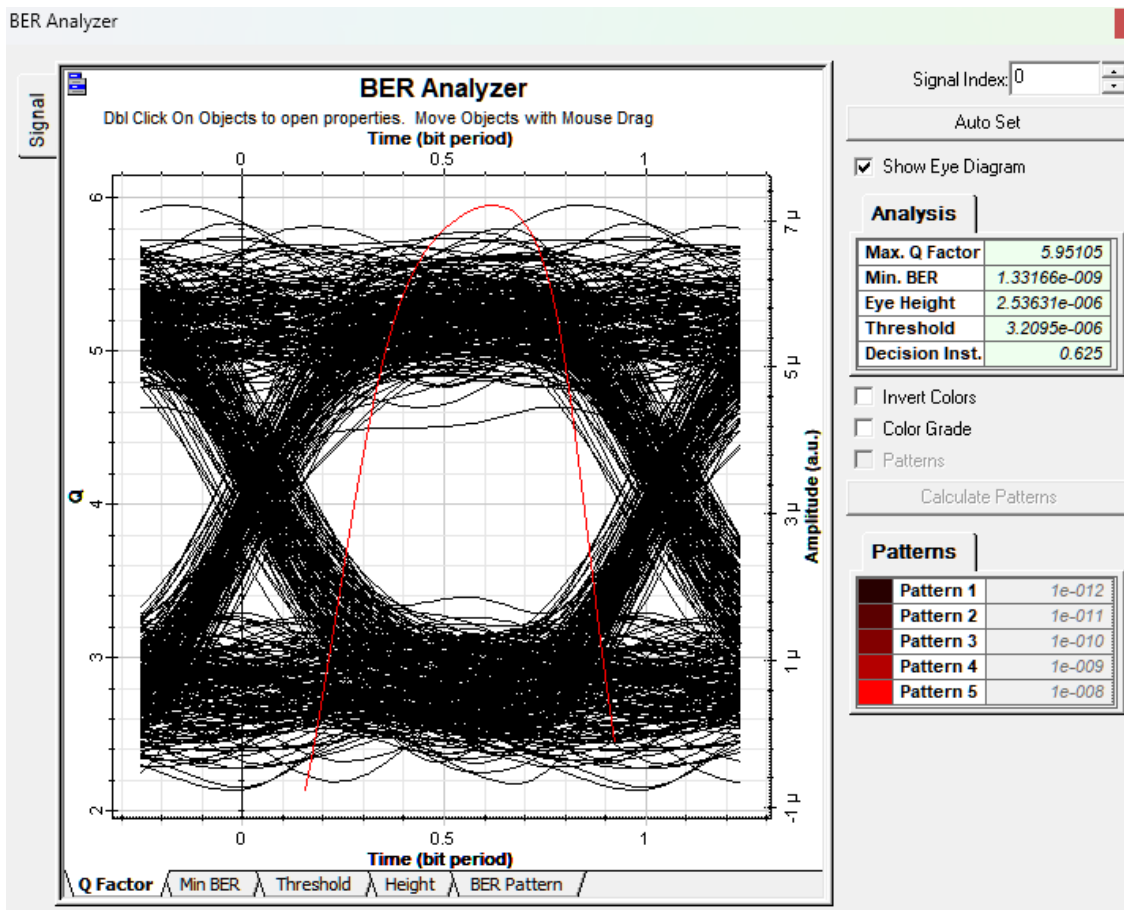 BER Analyzer
Signal
BER Analyzer
Dbl Click On Objects to open properties. Move Objects with Mouse Drag
Time (bit period)
0 0.5 1
6
5
4
3
2
Q
7 µ
5 µ
3 µ
1 µ
-1 µ
Amplitude (a.u.)
0 0.5 1
Time (bit period)
Q Factor Min BER Threshold Height BER Pattern
Signal Index: 0
Auto Set
Show Eye Diagram
Analysis
Max. Q Factor 5.95105
Min. BER 1.33166e-009
Eye Height 2.53631e-006
Threshold 3.2095e-006
Decision Inst. 0.625
Invert Colors
Color Grade
Patterns
Calculate Patterns
Patterns
Pattern 1 1e-012
Pattern 2 1e-011
Pattern 3 1e-010
Pattern 4 1e-009
Pattern 5 1e-008